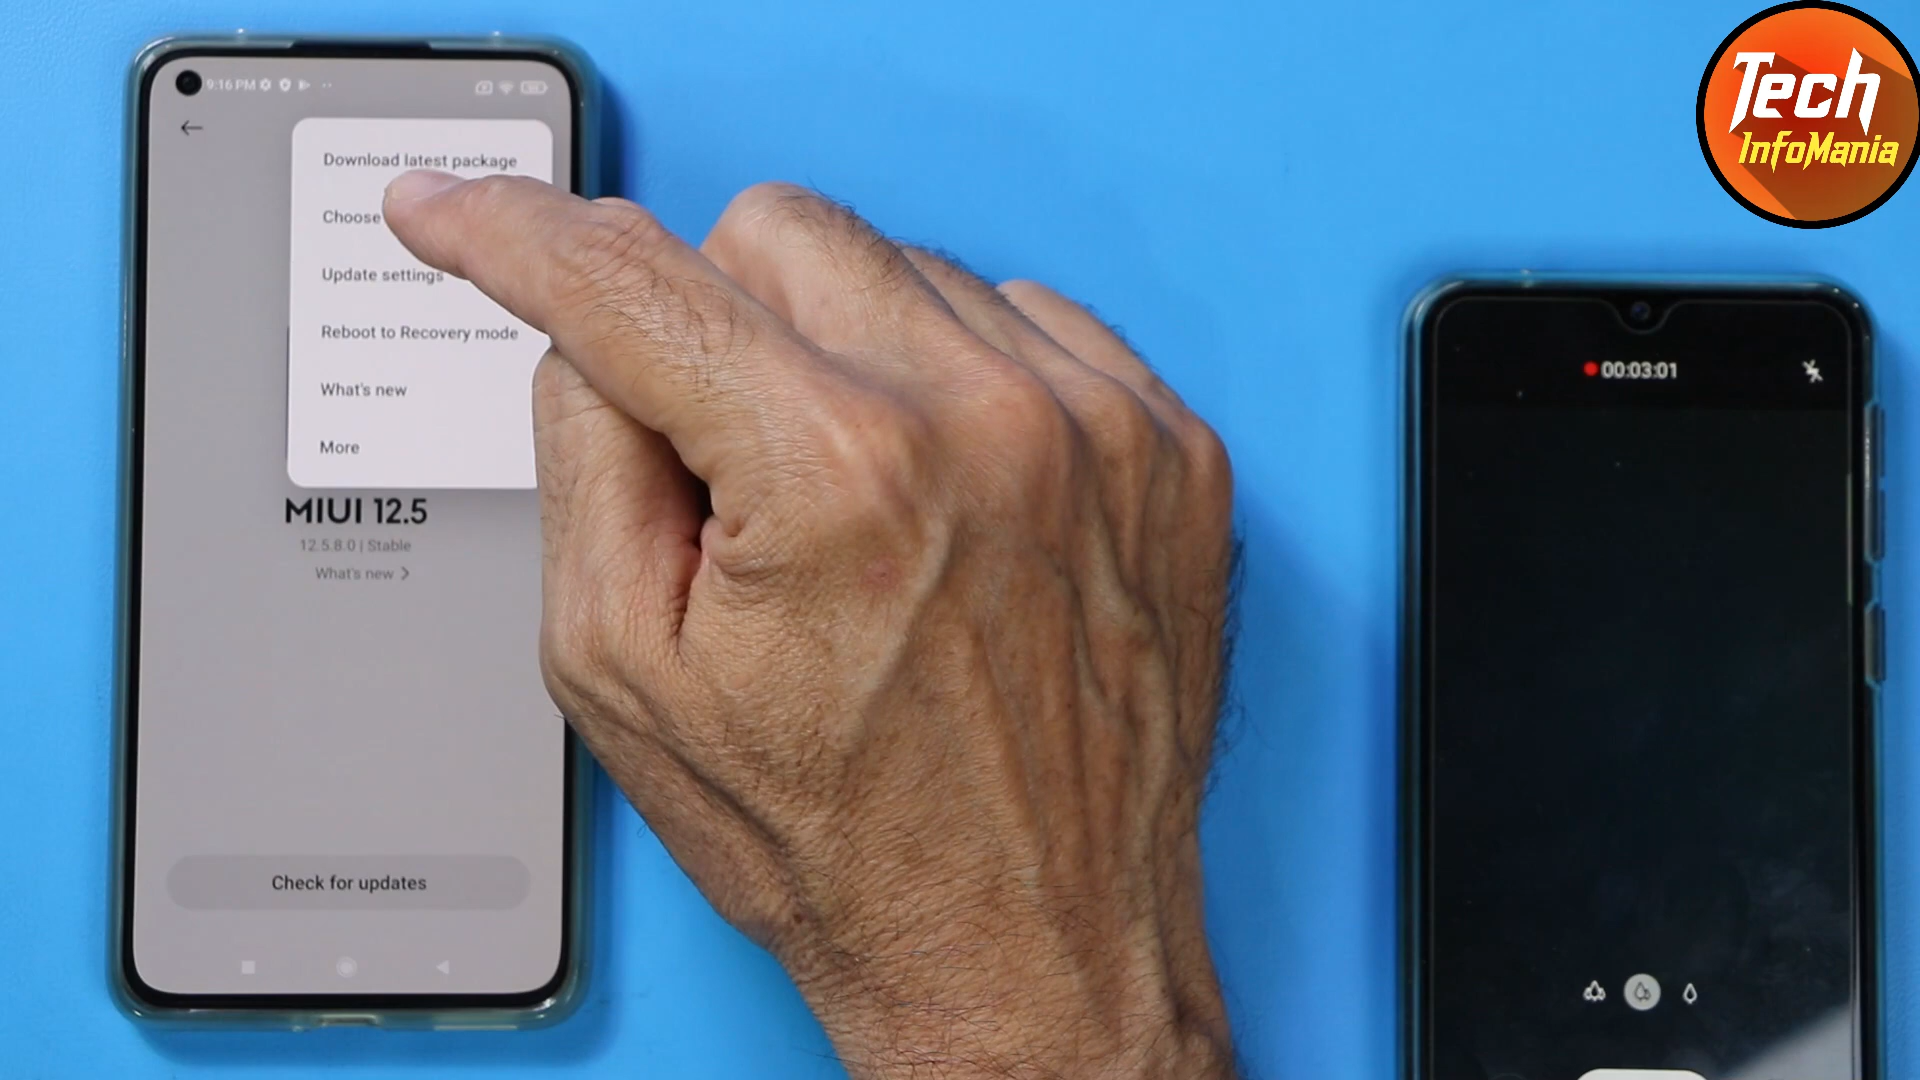 Tech
InfoMania
9:16 PM
Download latest package
Choose
Update settings
Reboot to Recovery mode
What's new
More
MIUI 12.5
12.5.8.0 | Stable
What's new >
Check for updates
00:03:01